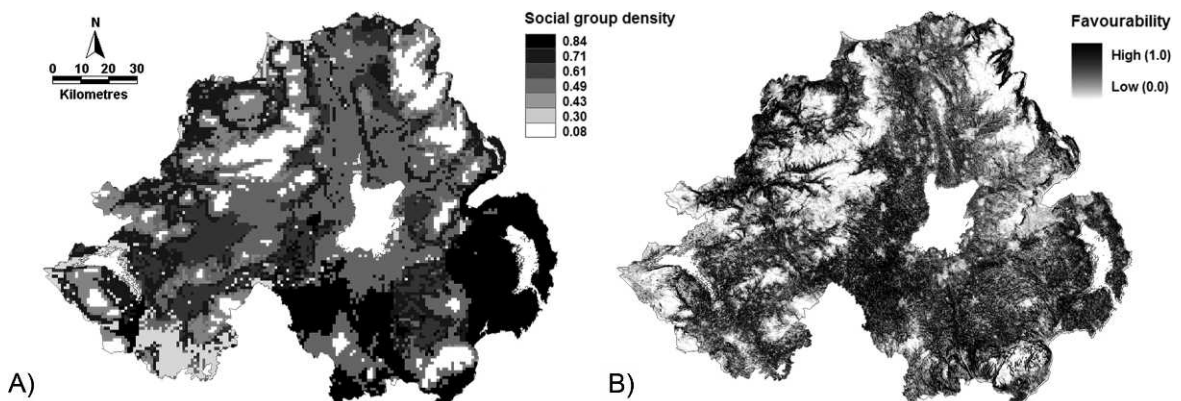 N
0 10 20 30
Kilometres
Social group density
0.84
0.71
0.61
0.49
0.43
0.30
0.08
A)
Favourability
High (1.0)
Low (0.0)
B)